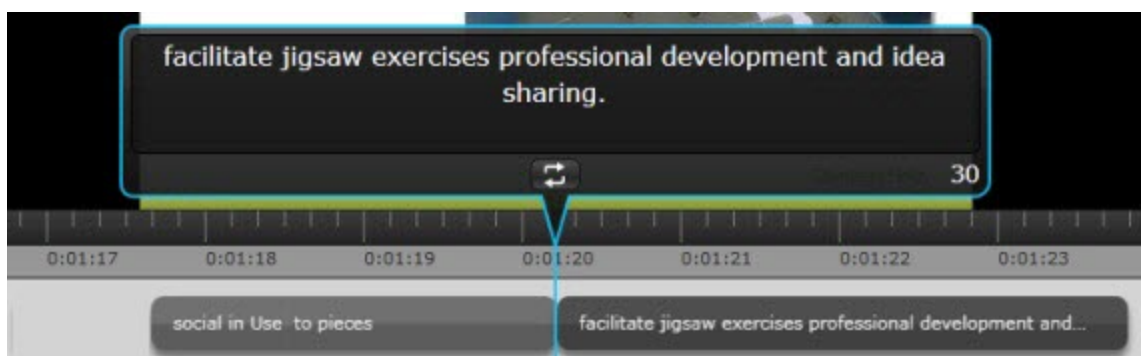 facilitate jigsaw exercises professional development and idea
sharing.
30
0:01:17 0:01:18 0:01:19 0:01:20 0:01:21 0:01:22 0:01:23
social in Use to pieces
facilitate jigsaw exercises professional development and...